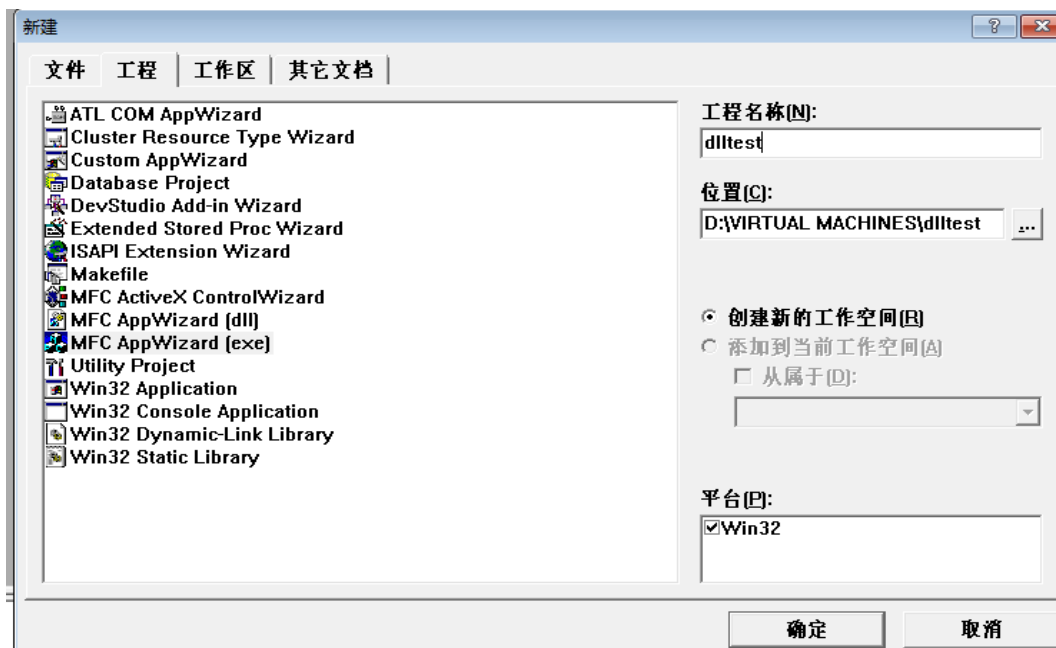 新建
文件 工程 工作区 其它文档
ATL COM AppWizard
Cluster Resource Type Wizard
Custom AppWizard
Database Project
DevStudio Add-in Wizard
Extended Stored Proc Wizard
ISAPI Extension Wizard
Makefile
MFC ActiveX ControlWizard
MFC AppWizard (dll)
MFC AppWizard (exe)
Utility Project
Win32 Application
Win32 Console Application
Win32 Dynamic-Link Library
Win32 Static Library
工程名称(N):
dlltest
位置(C):
D:\VIRTUAL MACHINES\dlltest
...
创建新的工作空间(R)
添加到当前工作空间(A)
从属于(D):
平台(P):
Win32
确定 取消